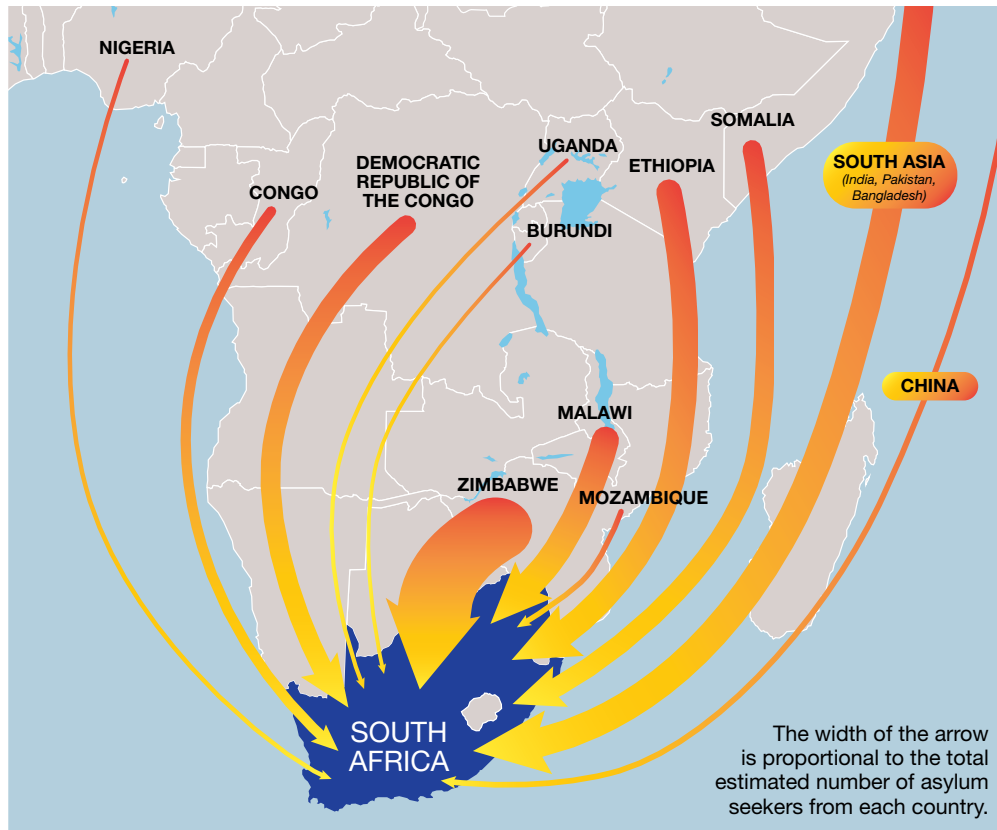 NIGERIA
SOMALIA
UGANDA
DEMOCRATIC
REPUBLIC OF
THE CONGO
ETHIOPIA
SOUTH ASIA
(India, Pakistan,
Bangladesh)
CONGO
BURUNDI
CHINA
MALAWI
ZIMBABWE
MOZAMBIQUE
SOUTH
AFRICA
The width of the arrow
is proportional to the total
estimated number of asylum
seekers from each country.